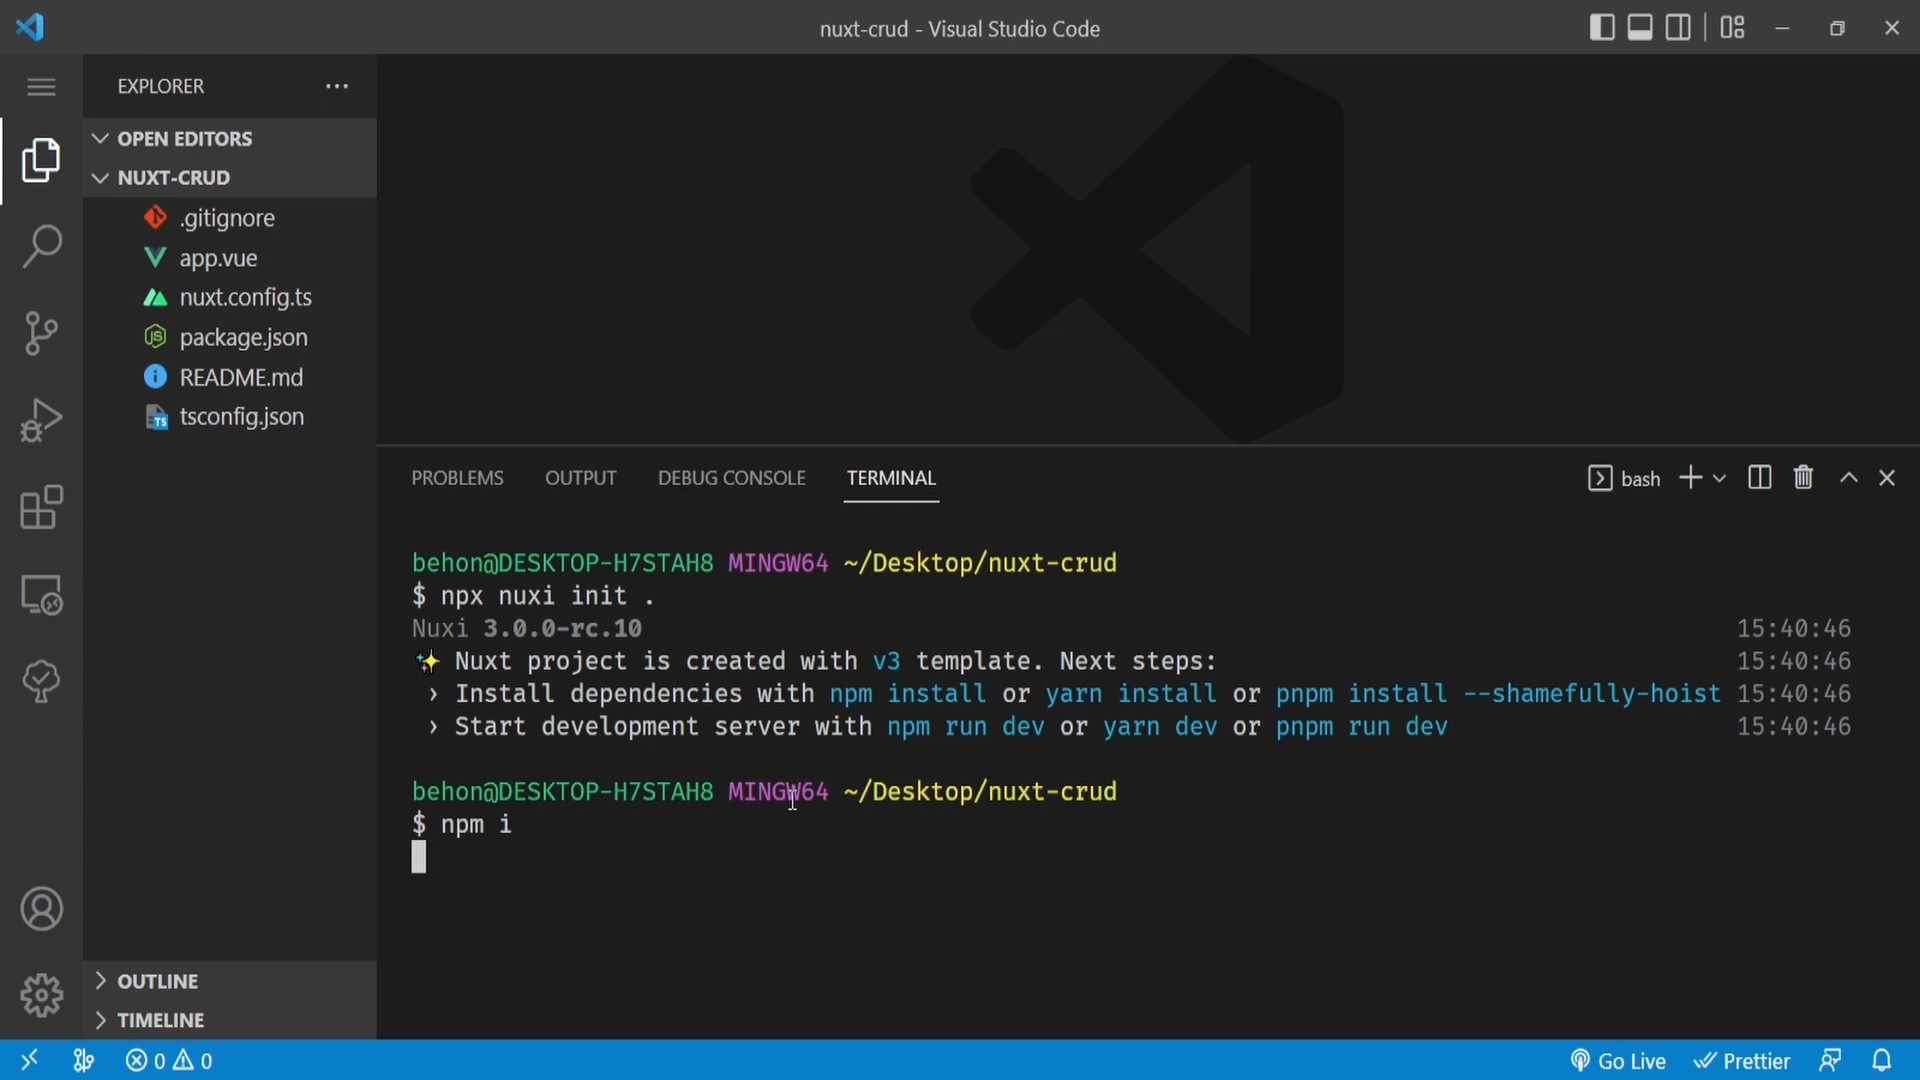 nuxt-crud - Visual Studio Code
EXPLORER
OPEN EDITORS
NUXT-CRUD
.gitignore
app.vue
nuxt.config.ts
package.json
README.md
tsconfig.json
OUTLINE
TIMELINE
PROBLEMS OUTPUT DEBUG CONSOLE TERMINAL bash
behon@DESKTOP-H7STAH8 MINGW64 ~/Desktop/nuxt-crud
$ npx nuxi init .
Nuxi 3.0.0-rc.10 15:40:46
✨ Nuxt project is created with v3 template. Next steps: 15:40:46
› Install dependencies with npm install or yarn install or pnpm install --shamefully-hoist 15:40:46
› Start development server with npm run dev or yarn dev or pnpm run dev 15:40:46
behon@DESKTOP-H7STAH8 MINGW64 ~/Desktop/nuxt-crud
$ npm i
0 0 Go Live Prettier